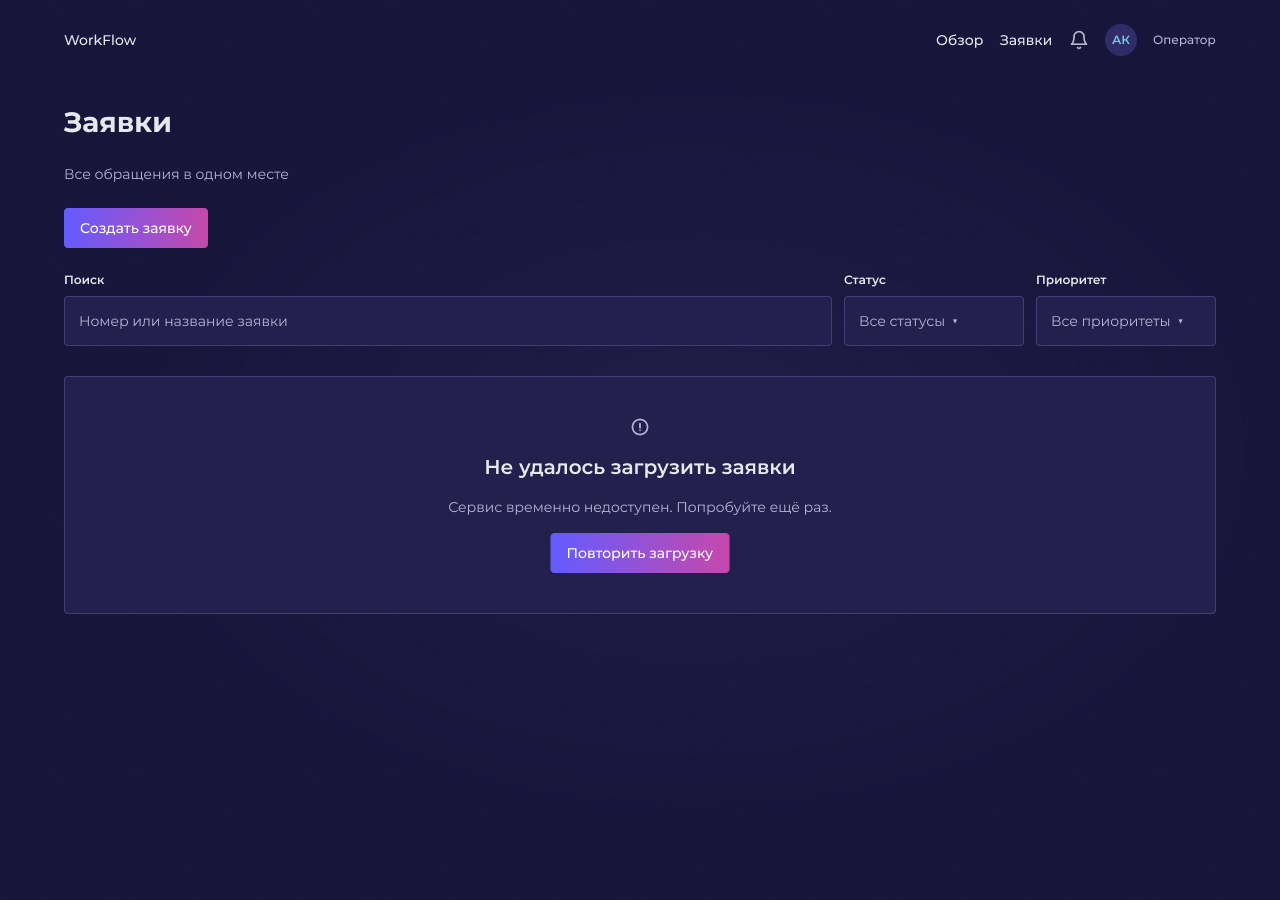 WorkFlow
Обзор
Заявки
АК
Оператор
Заявки
Все обращения в одном месте
Создать заявку
Поиск
Статус
Приоритет
Номер или название заявки
Все статусы
Все приоритеты
Не удалось загрузить заявки
Сервис временно недоступен. Попробуйте ещё раз.
Повторить загрузку